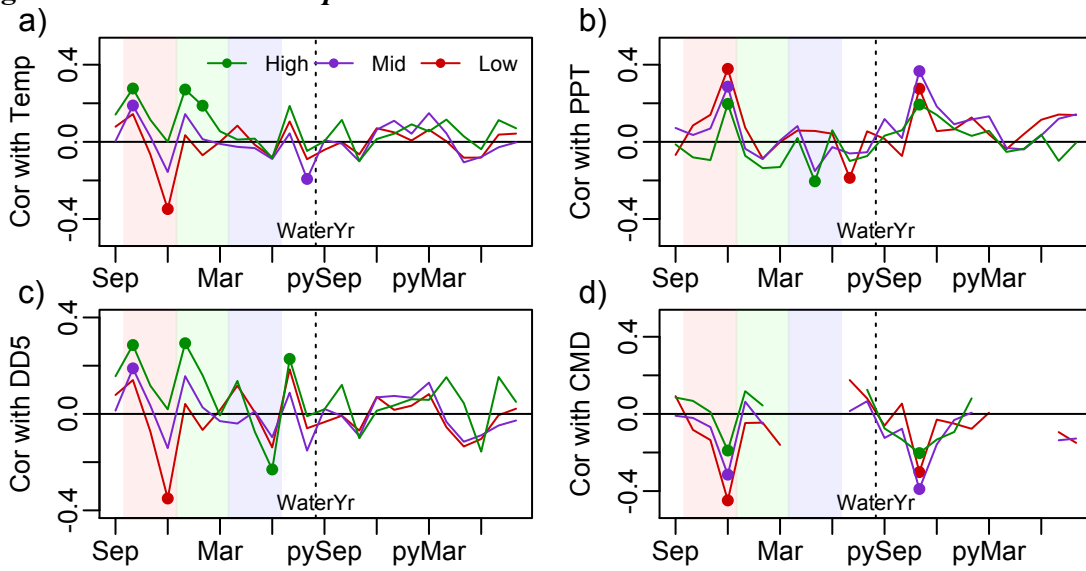 a)
Cor with Temp
0.4
0.0
-0.4
High Mid Low
WaterYr
Sep Mar pySep pyMar
b)
Cor with PPT
0.4
0.0
-0.4
WaterYr
Sep Mar pySep pyMar
c)
Cor with DD5
0.4
0.0
-0.4
WaterYr
Sep Mar pySep pyMar
d)
Cor with CMD
0.4
0.0
-0.4
WaterYr
Sep Mar pySep pyMar